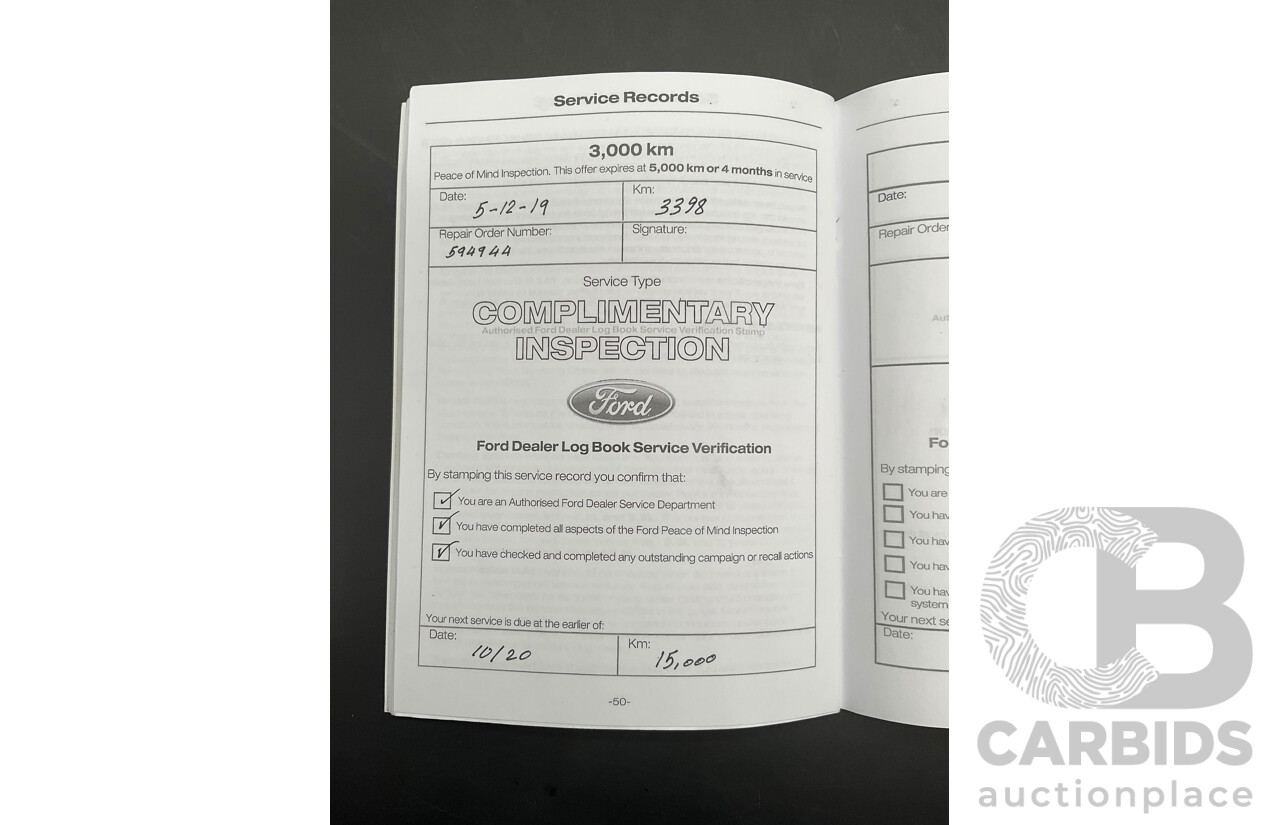 Service Records
3,000 km
Peace of Mind Inspection. This offer expires at 5,000 km or 4 months in service
Date: 5-12-19
Km: 3398
Repair Order Number: 594944
Signature:
Service Type
COMPLIMENTARY
Authorised Ford Dealer Log Book Service Verification Stamp
INSPECTION
Ford
Ford Dealer Log Book Service Verification
By stamping this service record you confirm that:
You are an Authorised Ford Dealer Service Department
You have completed all aspects of the Ford Peace of Mind Inspection
You have checked and completed any outstanding campaign or recall actions
Your next service is due at the earlier of:
Date: 10/20
Km: 15,000
-50-
Date:
Repair Order
Aut
Fo
By stamping
You are
You hav
You hav
You hav
You hav
system
Your next se
Date:
CB
CARBIDS
auctionplace